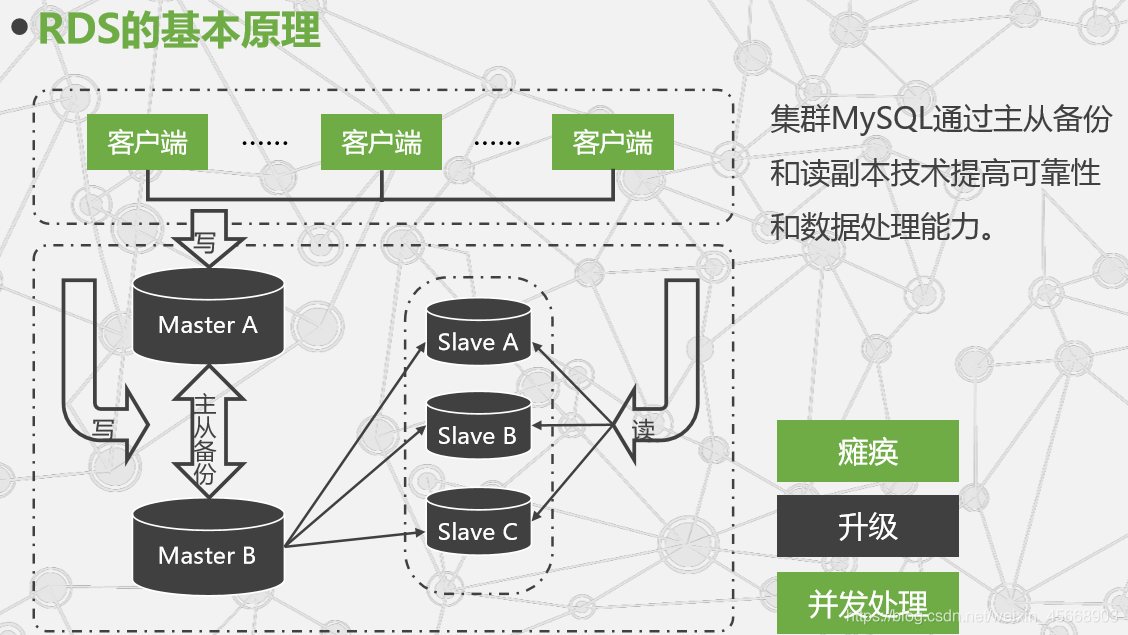 RDS的基本原理
客户端 …… 客户端 …… 客户端
集群MySQL通过主从备份
和读副本技术提高可靠性
和数据处理能力。
写
Master A
写
主从备份
Master B
Slave A
Slave B
Slave C
读
瘫痪
升级
并发处理
https://blog.csdn.net/weixin_45668903